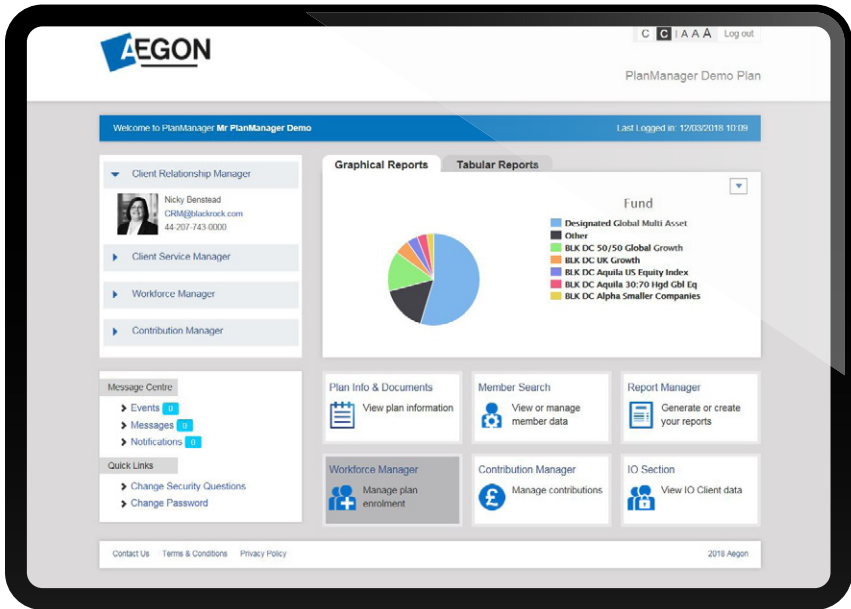 AEGON
C C | A A A Log out
PlanManager Demo Plan
Welcome to PlanManager Mr PlanManager Demo
Last Logged in: 12/03/2018 10:09
Client Relationship Manager
Nicky Benstead
CRM@blackrock.com
44-207-743-0000
Client Service Manager
Workforce Manager
Contribution Manager
Graphical Reports
Tabular Reports
Fund
Designated Global Multi Asset
Other
BLK DC 50/50 Global Growth
BLK DC UK Growth
BLK DC Aquila US Equity Index
BLK DC Aquila 30:70 Hgd Gbl Eq
BLK DC Alpha Smaller Companies
Message Centre
Events 0
Messages 0
Notifications 0
Quick Links
Change Security Questions
Change Password
Plan Info & Documents
View plan information
Member Search
View or manage
member data
Report Manager
Generate or create
your reports
Workforce Manager
Manage plan
enrolment
Contribution Manager
£
Manage contributions
IO Section
View IO Client data
Contact Us Terms & Conditions Privacy Policy
2018 Aegon